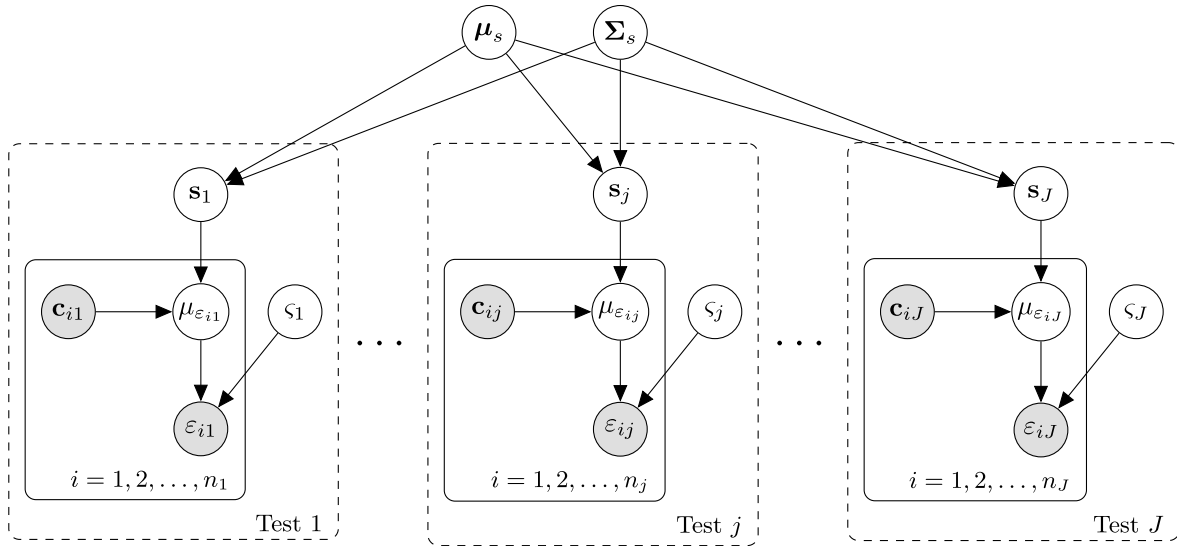 μ_s Σ_s
s_1 s_j s_J
c_{i1} μ_{ε_{i1}} ς_1 c_{ij} μ_{ε_{ij}} ς_j c_{iJ} μ_{ε_{iJ}} ς_J
. . . . . .
ε_{i1} ε_{ij} ε_{iJ}
i = 1, 2, . . . , n_1 i = 1, 2, . . . , n_j i = 1, 2, . . . , n_J
Test 1 Test j Test J